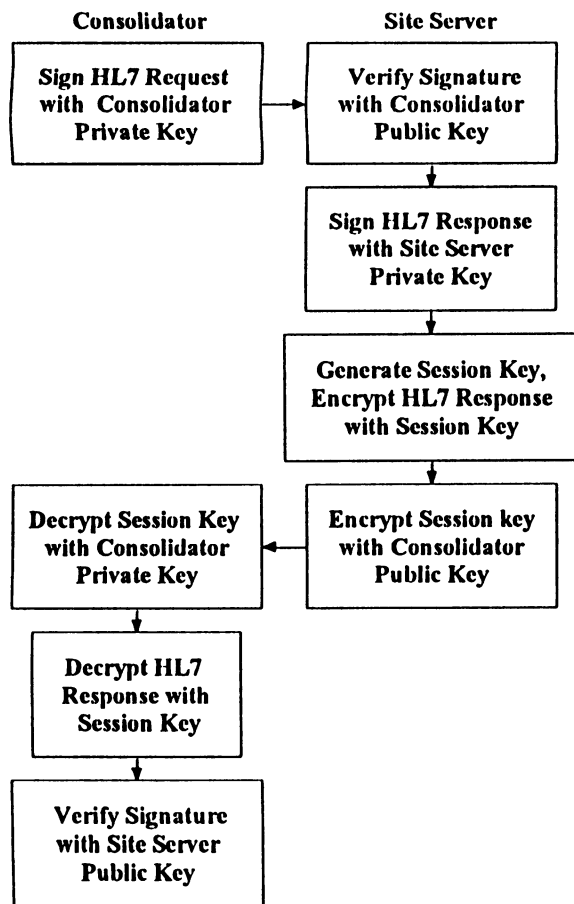 Consolidator
Site Server
Sign HL7 Request
with Consolidator
Private Key
Verify Signature
with Consolidator
Public Key
Sign HL7 Response
with Site Server
Private Key
Generate Session Key,
Encrypt HL7 Response
with Session Key
Encrypt Session key
with Consolidator
Public Key
Decrypt Session Key
with Consolidator
Private Key
Decrypt HL7
Response with
Session Key
Verify Signature
with Site Server
Public Key